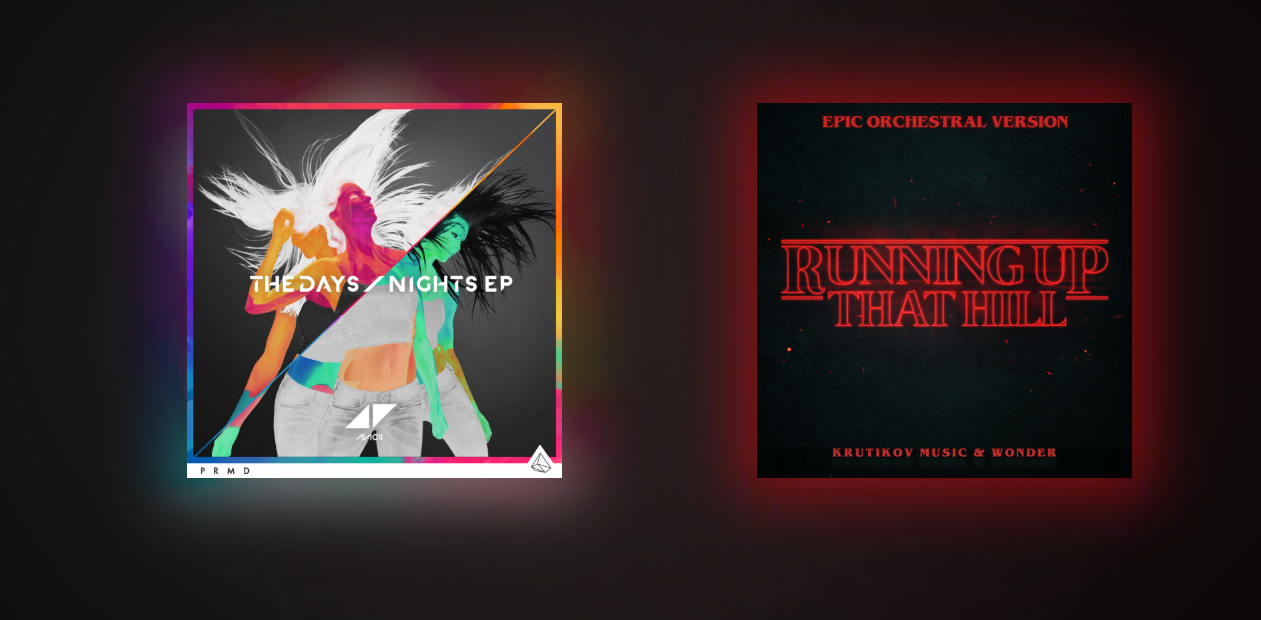 THE DAYS / NIGHTS EP
AVICII
PRMD
EPIC ORCHESTRAL VERSION
RUNNING UP
THAT HILL
KRUTIKOV MUSIC & WONDER